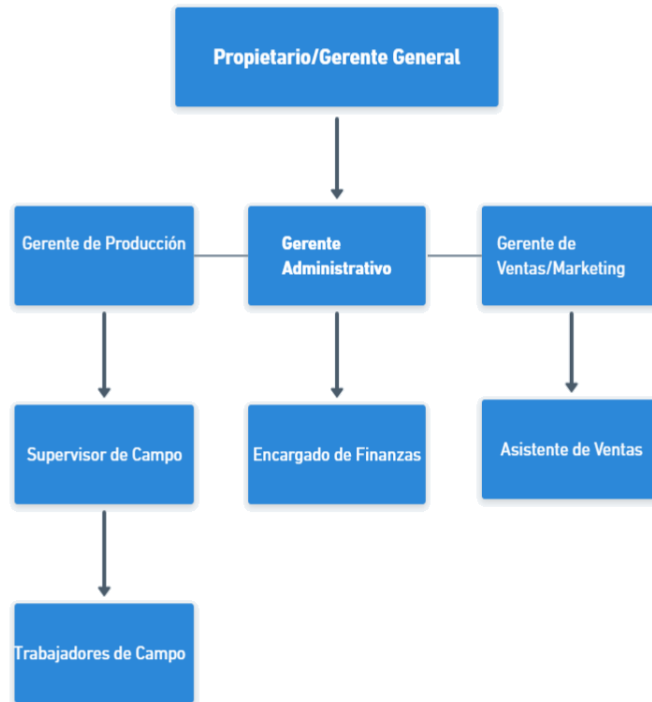 Propietario/Gerente General
Gerente de Producción
Gerente
Administrativo
Gerente de
Ventas/Marketing
Supervisor de Campo
Encargado de Finanzas
Asistente de Ventas
Trabajadores de Campo